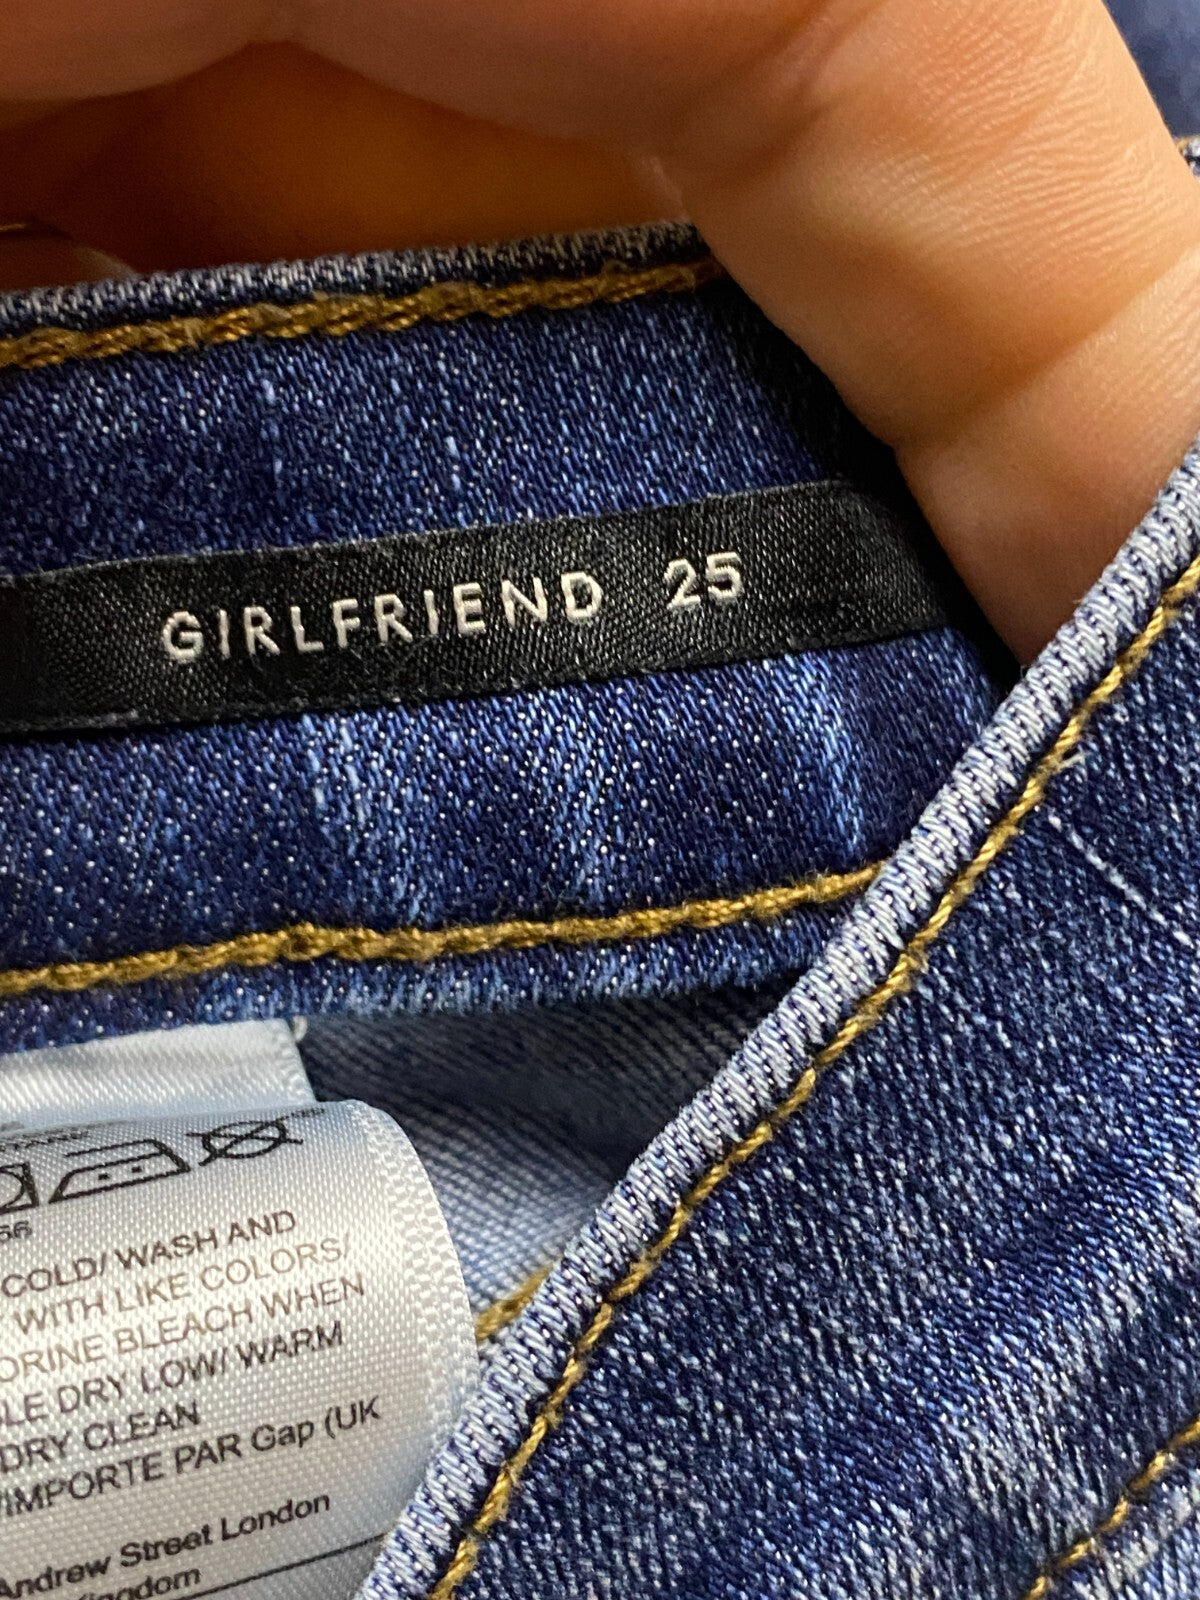 GIRLFRIEND 25
COLD/ WASH AND
WITH LIKE COLORS/
ORINE BLEACH WHEN
LE DRY LOW/ WARM
DRY CLEAN
/IMPORTE PAR Gap (UK
Andrew Street London
Kingdom